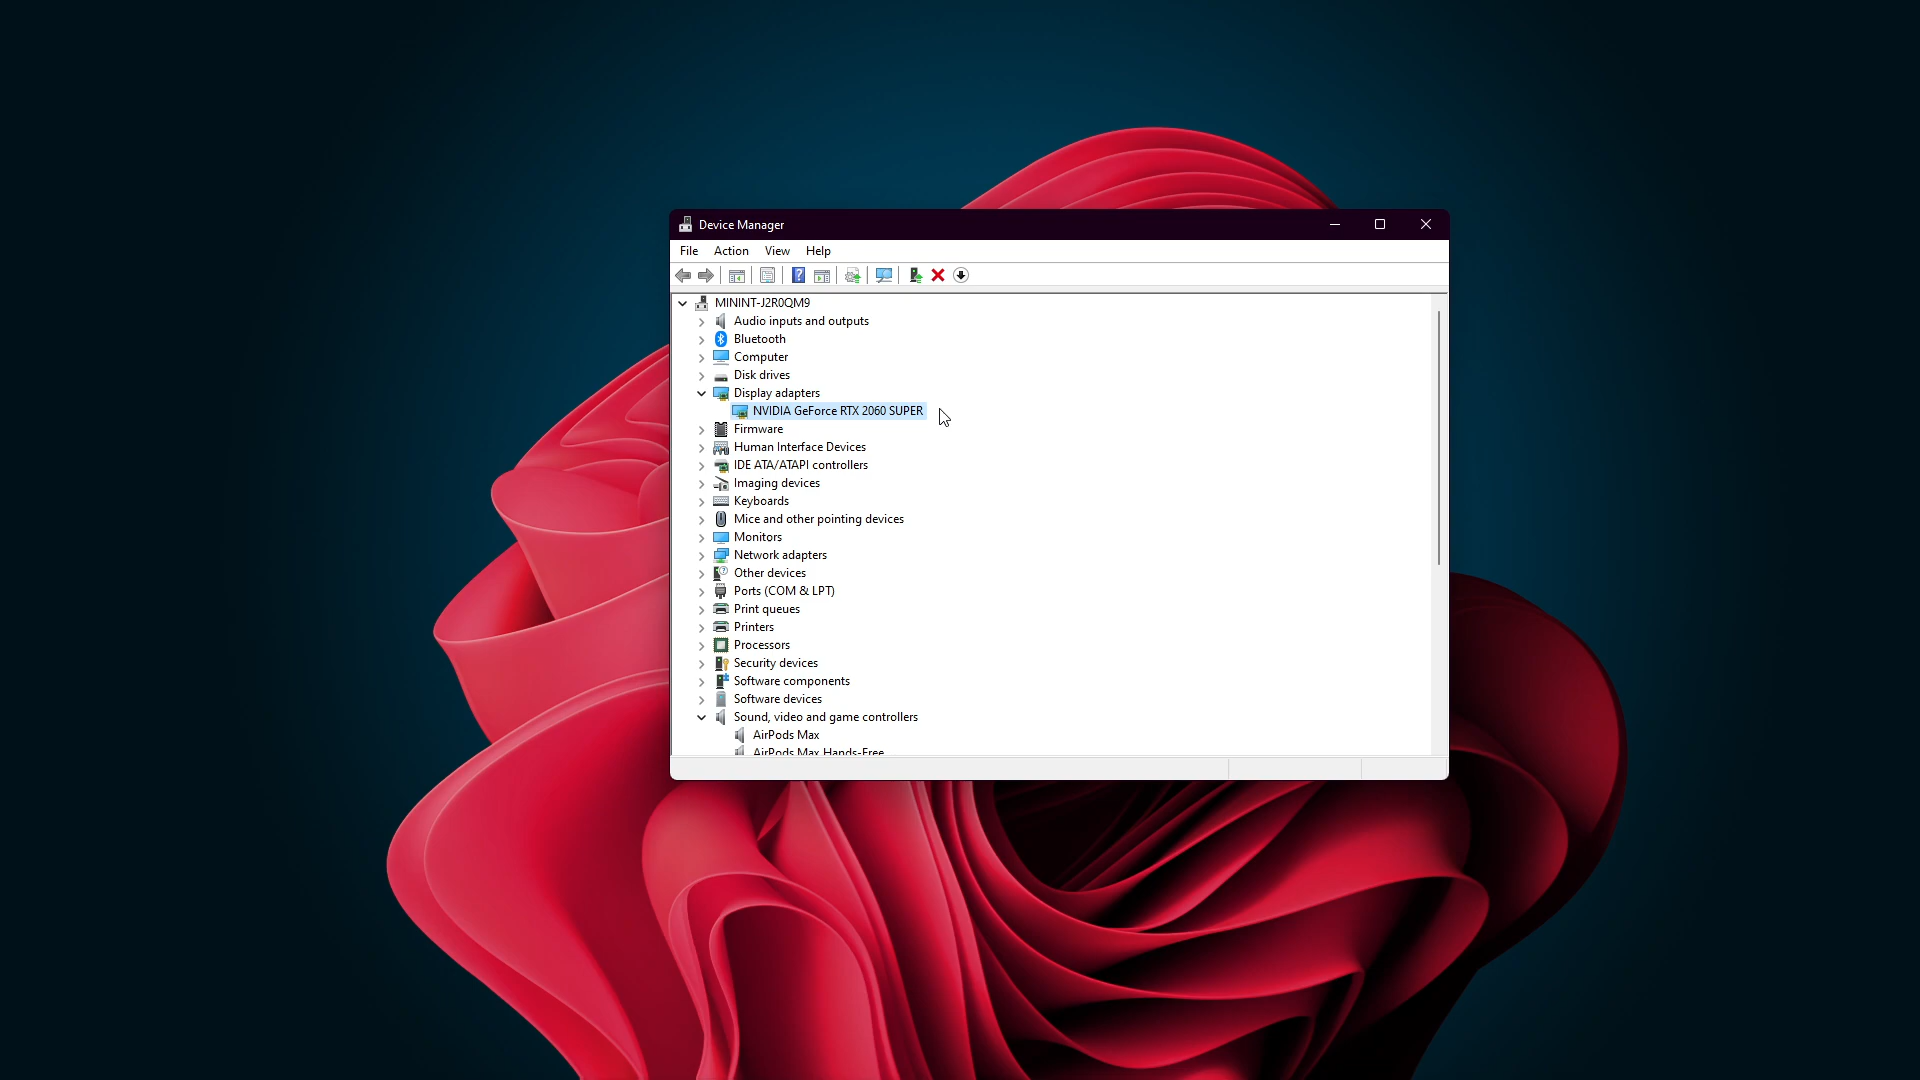 Device Manager
File Action View Help
MININT-J2R0QM9
Audio inputs and outputs
Bluetooth
Computer
Disk drives
Display adapters
NVIDIA GeForce RTX 2060 SUPER
Firmware
Human Interface Devices
IDE ATA/ATAPI controllers
Imaging devices
Keyboards
Mice and other pointing devices
Monitors
Network adapters
Other devices
Ports (COM & LPT)
Print queues
Printers
Processors
Security devices
Software components
Software devices
Sound, video and game controllers
AirPods Max
AirPods Max Hands-Free